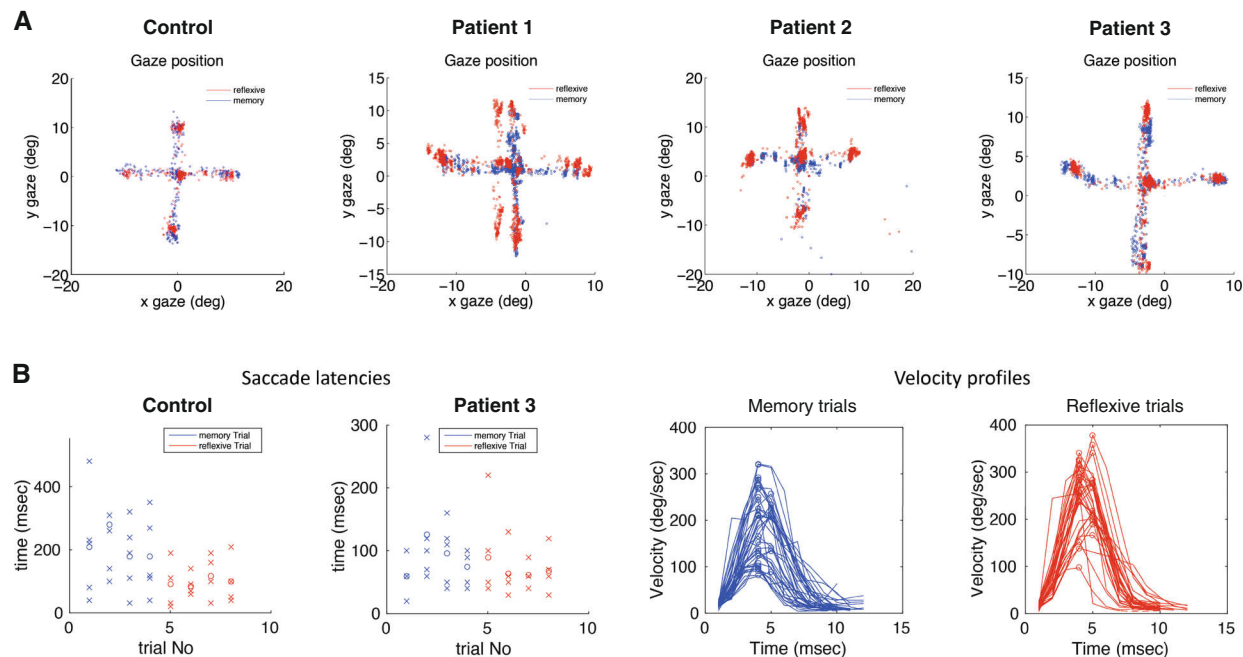 A
Control
Patient 1
Patient 2
Patient 3
Gaze position
Gaze position
Gaze position
Gaze position
20
10
0
−10
−20
−20
0
20
y gaze (deg)
x gaze (deg)
reflexive
memory
15
10
5
0
−5
−10
−15
−20
−10
0
10
y gaze (deg)
x gaze (deg)
reflexive
memory
20
10
0
−10
−20
−20
−10
0
10
20
y gaze (deg)
x gaze (deg)
reflexive
memory
15
10
5
0
−5
−10
−20
−10
0
10
y gaze (deg)
x gaze (deg)
reflexive
memory
B
Saccade latencies
Velocity profiles
Control
Patient 3
Memory trials
Reflexive trials
400
200
0
0
5
10
time (msec)
trial No
memory Trial
reflexive Trial
300
200
100
0
0
5
10
time (msec)
trial No
memory Trial
reflexive Trial
400
300
200
100
0
0
5
10
15
Velocity (deg/sec)
Time (msec)
400
300
200
100
0
0
5
10
15
Velocity (deg/sec)
Time (msec)